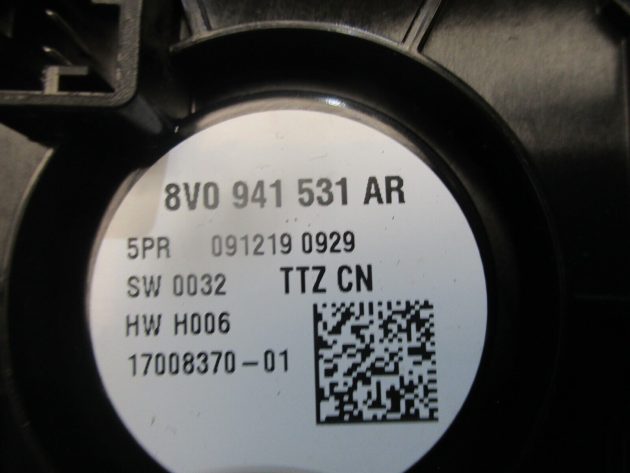 8V0 941 531 AR
5PR 091219 0929
SW 0032 TTZ CN
HW H006
17008370-01